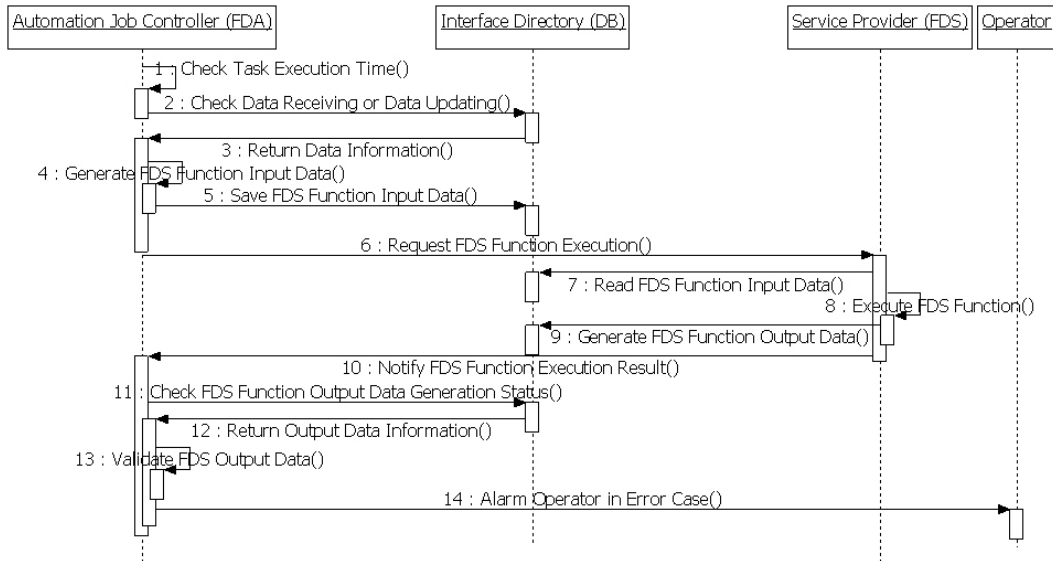 Automation Job Controller (FDA)
Interface Directory (DB)
Service Provider (FDS)
Operator
1 : Check Task Execution Time()
2 : Check Data Receiving or Data Updating()
3 : Return Data Information()
4 : Generate FDS Function Input Data()
5 : Save FDS Function Input Data()
6 : Request FDS Function Execution()
7 : Read FDS Function Input Data()
8 : Execute FDS Function()
9 : Generate FDS Function Output Data()
10 : Notify FDS Function Execution Result()
11 : Check FDS Function Output Data Generation Status()
12 : Return Output Data Information()
13 : Validate FDS Output Data()
14 : Alarm Operator in Error Case()